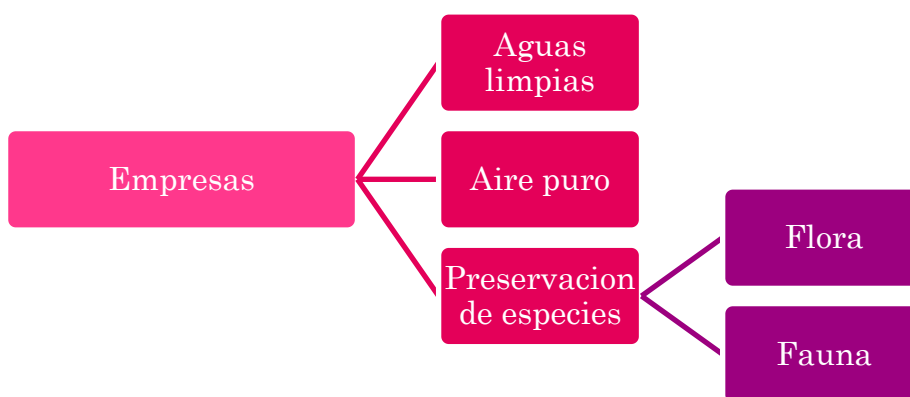 Empresas
Aguas
limpias
Aire puro
Preservacion
de especies
Flora
Fauna